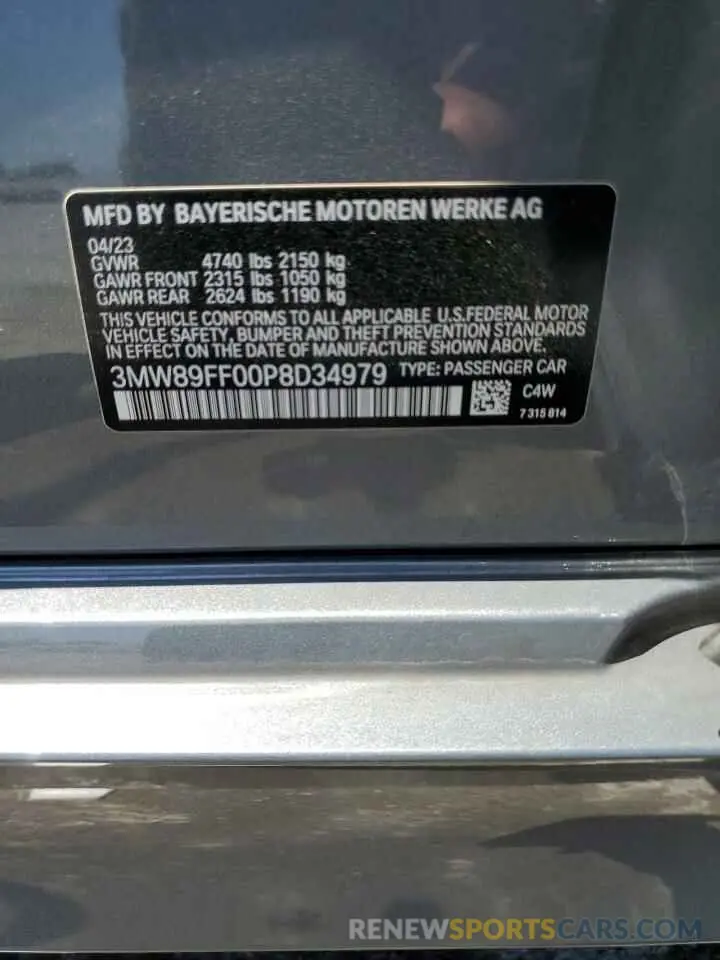 MFD BY BAYERISCHE MOTOREN WERKE AG
04/23
GVWR 4740 lbs 2150 kg
GAWR FRONT 2315 lbs 1050 kg
GAWR REAR 2624 lbs 1190 kg
THIS VEHICLE CONFORMS TO ALL APPLICABLE U.S.FEDERAL MOTOR
VEHICLE SAFETY, BUMPER AND THEFT PREVENTION STANDARDS
IN EFFECT ON THE DATE OF MANUFACTURE SHOWN ABOVE.
3MW89FF00P8D34979 TYPE: PASSENGER CAR
C4W
7 315 814
RENEWSPORTSCARS.COM